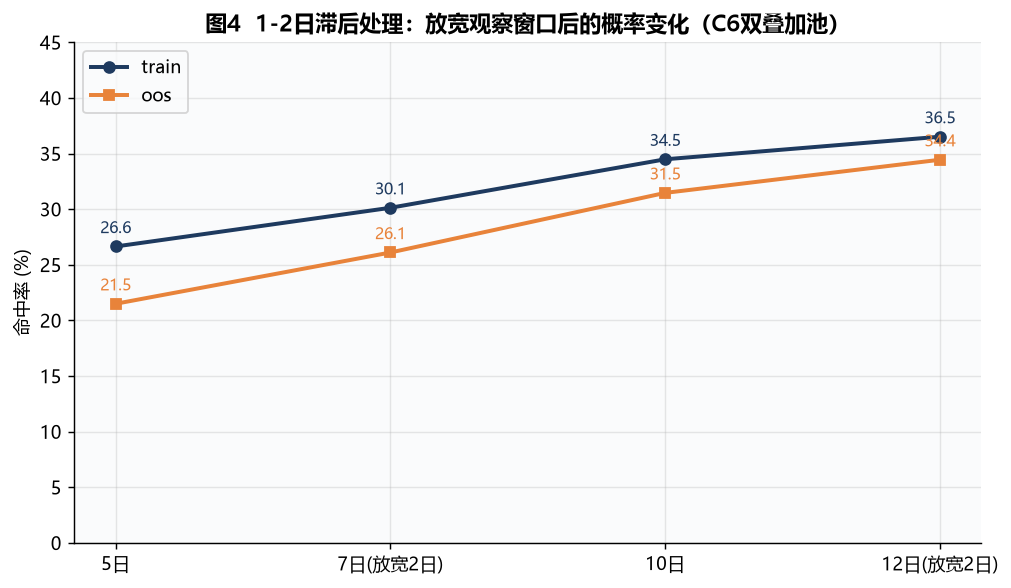 图4 1-2日滞后处理：放宽观察窗口后的概率变化（C6双叠加池）
命中率 (%)
45
40
35
30
25
20
15
10
5
0
train
oos
26.6
30.1
34.5
36.5
21.5
26.1
31.5
34.4
5日
7日(放宽2日)
10日
12日(放宽2日)